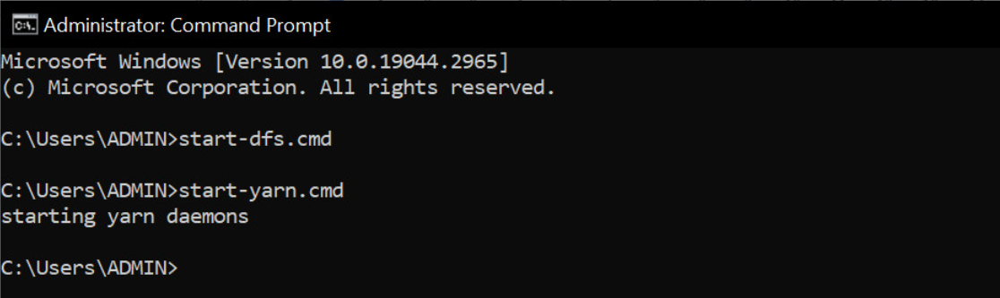 Administrator: Command Prompt
Microsoft Windows [Version 10.0.19044.2965]
(c) Microsoft Corporation. All rights reserved.
C:\Users\ADMIN>start-dfs.cmd
C:\Users\ADMIN>start-yarn.cmd
starting yarn daemons
C:\Users\ADMIN>